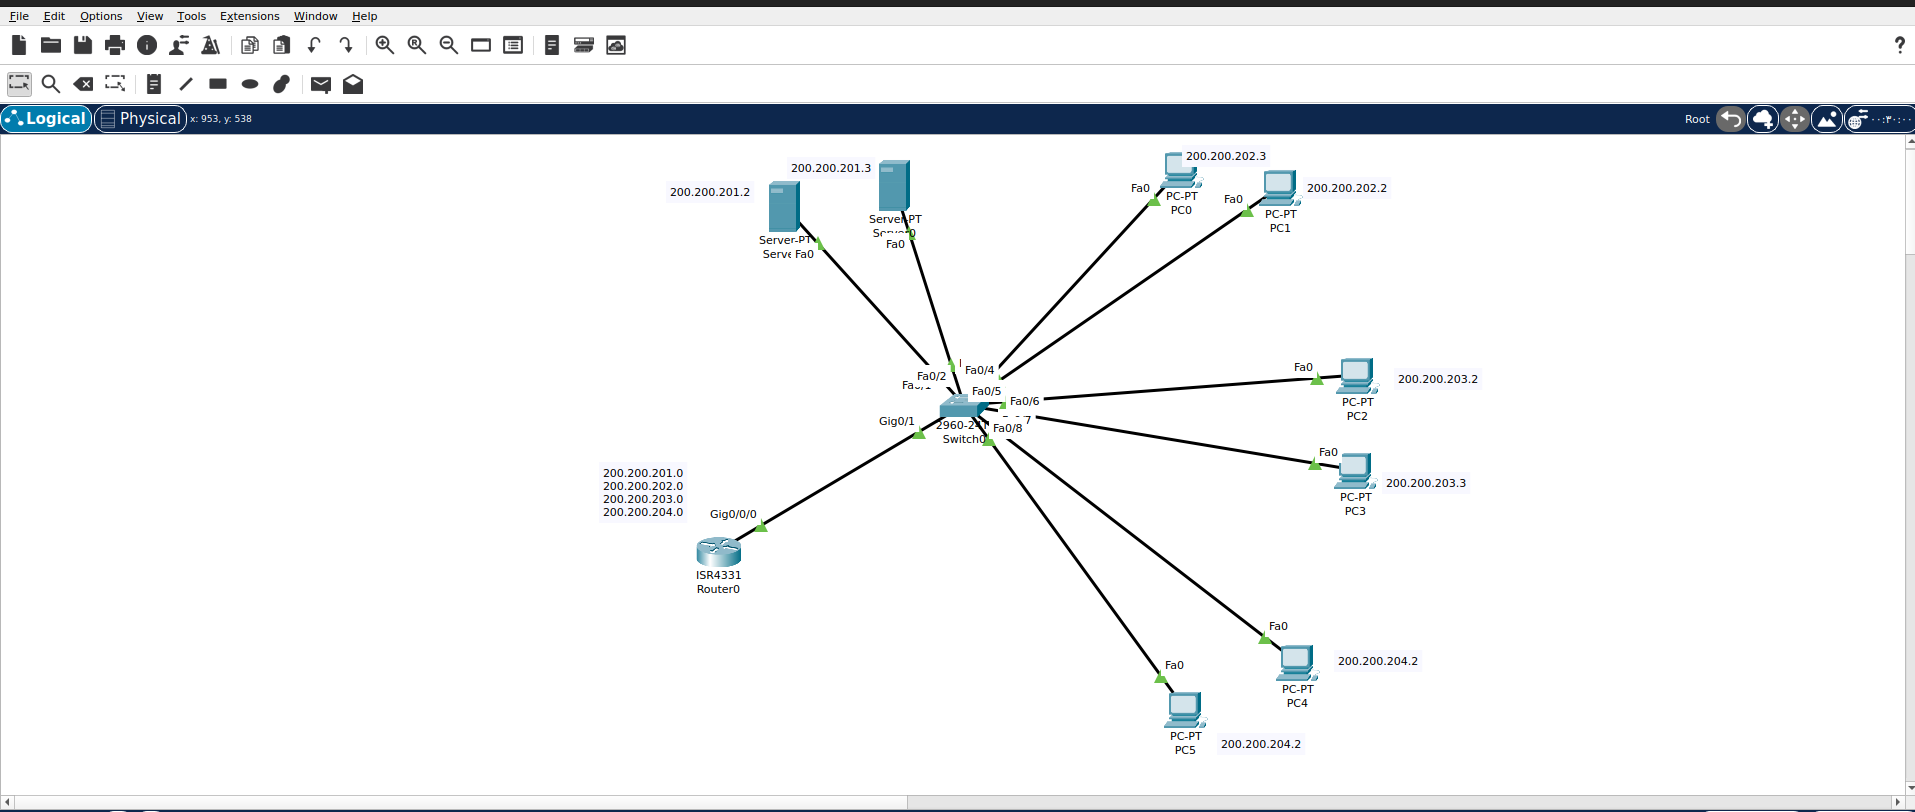 File Edit Options View Tools Extensions Window Help
?
Logical Physical x: 953, y: 538 Root ٠٠:٣٠:٠٠
200.200.201.2
200.200.201.3
Server-PT
Fa0
Server-PT
Server0
Fa0
200.200.202.3
Fa0
PC-PT
PC0
200.200.202.2
Fa0
PC-PT
PC1
Fa0/4
Fa0/2
Fa0/1
Fa0/5
Fa0/6
Fa0/8
Gig0/1
Switch0
Fa0
200.200.203.2
PC-PT
PC2
Fa0
200.200.203.3
PC-PT
PC3
200.200.201.0
200.200.202.0
200.200.203.0
200.200.204.0
Gig0/0/0
ISR4331
Router0
Fa0
200.200.204.2
PC-PT
PC4
Fa0
PC-PT
PC5
200.200.204.2